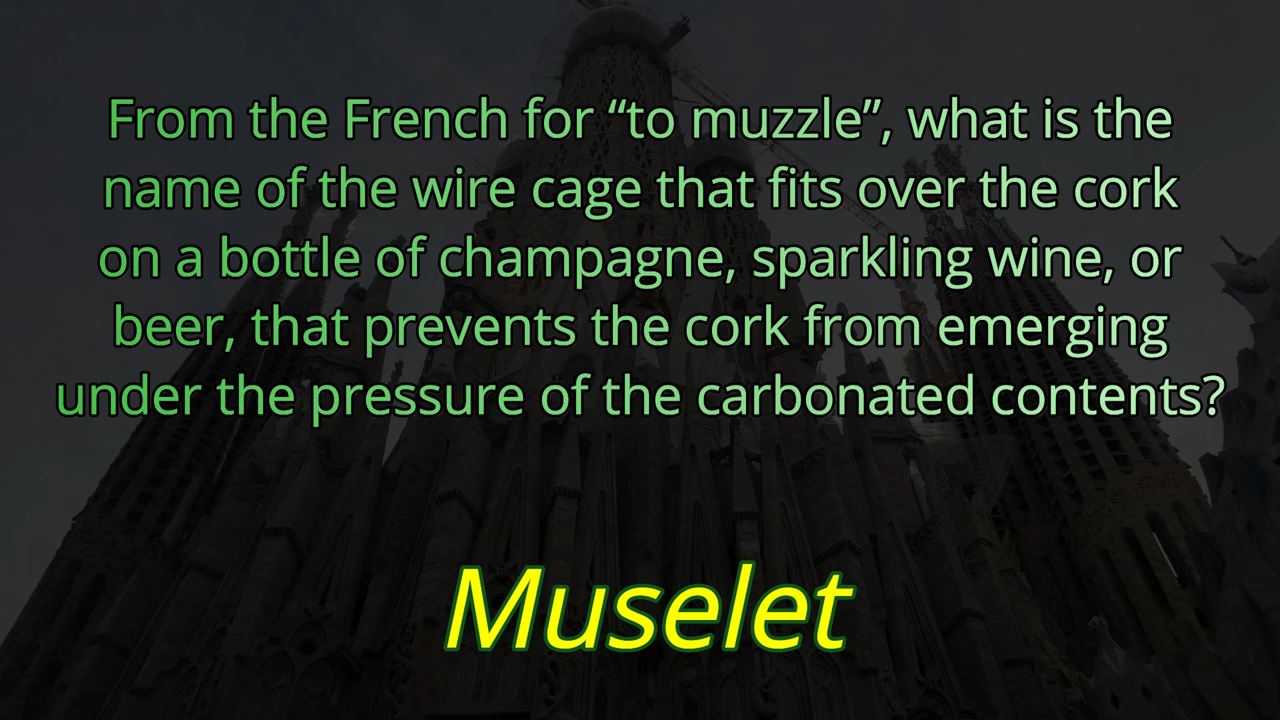 From the French for “to muzzle”, what is the
name of the wire cage that fits over the cork
on a bottle of champagne, sparkling wine, or
beer, that prevents the cork from emerging
under the pressure of the carbonated contents?
Muselet